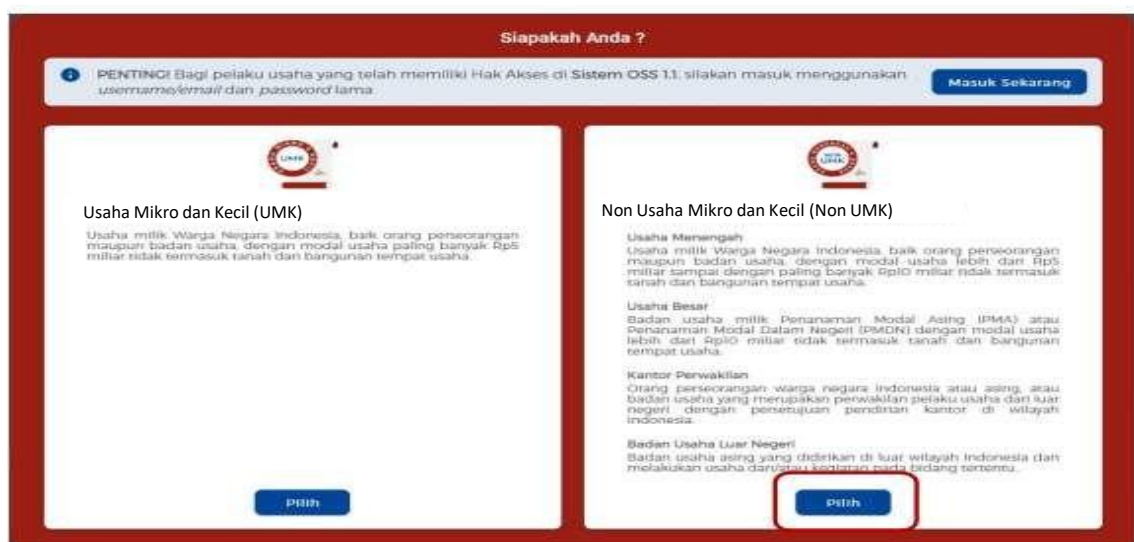 Siapakah Anda ?
PENTING! Bagi pelaku usaha yang telah memiliki Hak Akses di Sistem OSS 1.1. silakan masuk menggunakan
username/email dan password lama
Masuk Sekarang
UMK
Usaha Mikro dan Kecil (UMK)
Usaha milik Warga Negara Indonesia, baik orang perseorangan
maupun badan usaha, dengan modal usaha paling banyak Rp5
miliar tidak termasuk tanah dan bangunan tempat usaha.
Pilih
NON
UMK
Non Usaha Mikro dan Kecil (Non UMK)
Usaha Menengah
Usaha milik Warga Negara Indonesia, baik orang perseorangan
maupun badan usaha, dengan modal usaha lebih dari Rp5
miliar sampai dengan paling banyak Rp10 miliar tidak termasuk
tanah dan bangunan tempat usaha.
Usaha Besar
Badan usaha milik Penanaman Modal Asing (PMA) atau
Penanaman Modal Dalam Negeri (PMDN) dengan modal usaha
lebih dari Rp10 miliar tidak termasuk tanah dan bangunan
tempat usaha.
Kantor Perwakilan
Orang perseorangan warga negara Indonesia atau asing, atau
badan usaha yang merupakan perwakilan pelaku usaha dari luar
negeri dengan persetujuan pendirian kantor di wilayah
Indonesia.
Badan Usaha Luar Negeri
Badan usaha asing yang didirikan di luar wilayah Indonesia dan
melakukan usaha dan/atau kegiatan pada bidang tertentu.
Pilih